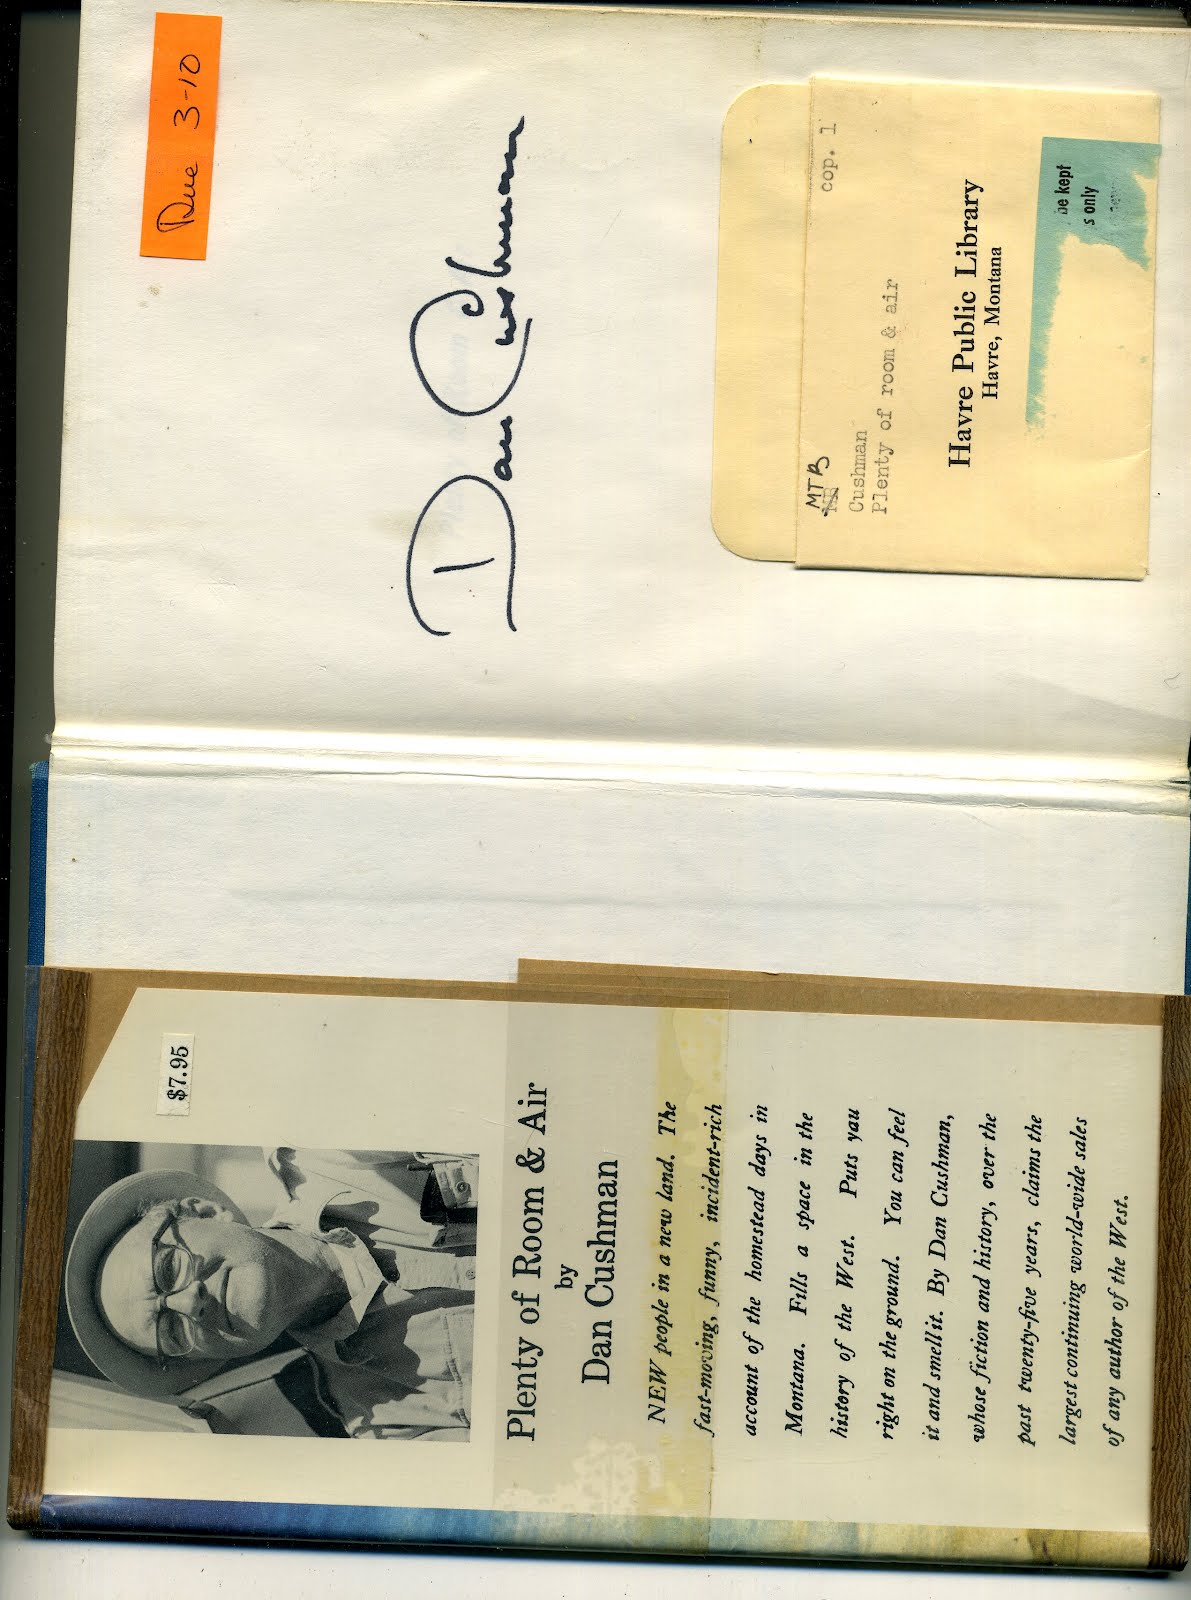 $7.95
Plenty of Room & Air
by
Dan Cushman
NEW people in a new land. The
fast-moving, funny, incident-rich
account of the homestead days in
Montana. Fills a space in the
history of the West. Puts yau
right on the ground. You can feel
it and smell it. By Dan Cushman,
whose fiction and history, over the
past twenty-five years, claims the
largest continuing world-wide sales
of any author of the West.
Due 3-10
Dan Cushman
MTB
cop. 1
Cushman
Plenty of room & air
Havre Public Library
Havre, Montana
be kept
s only